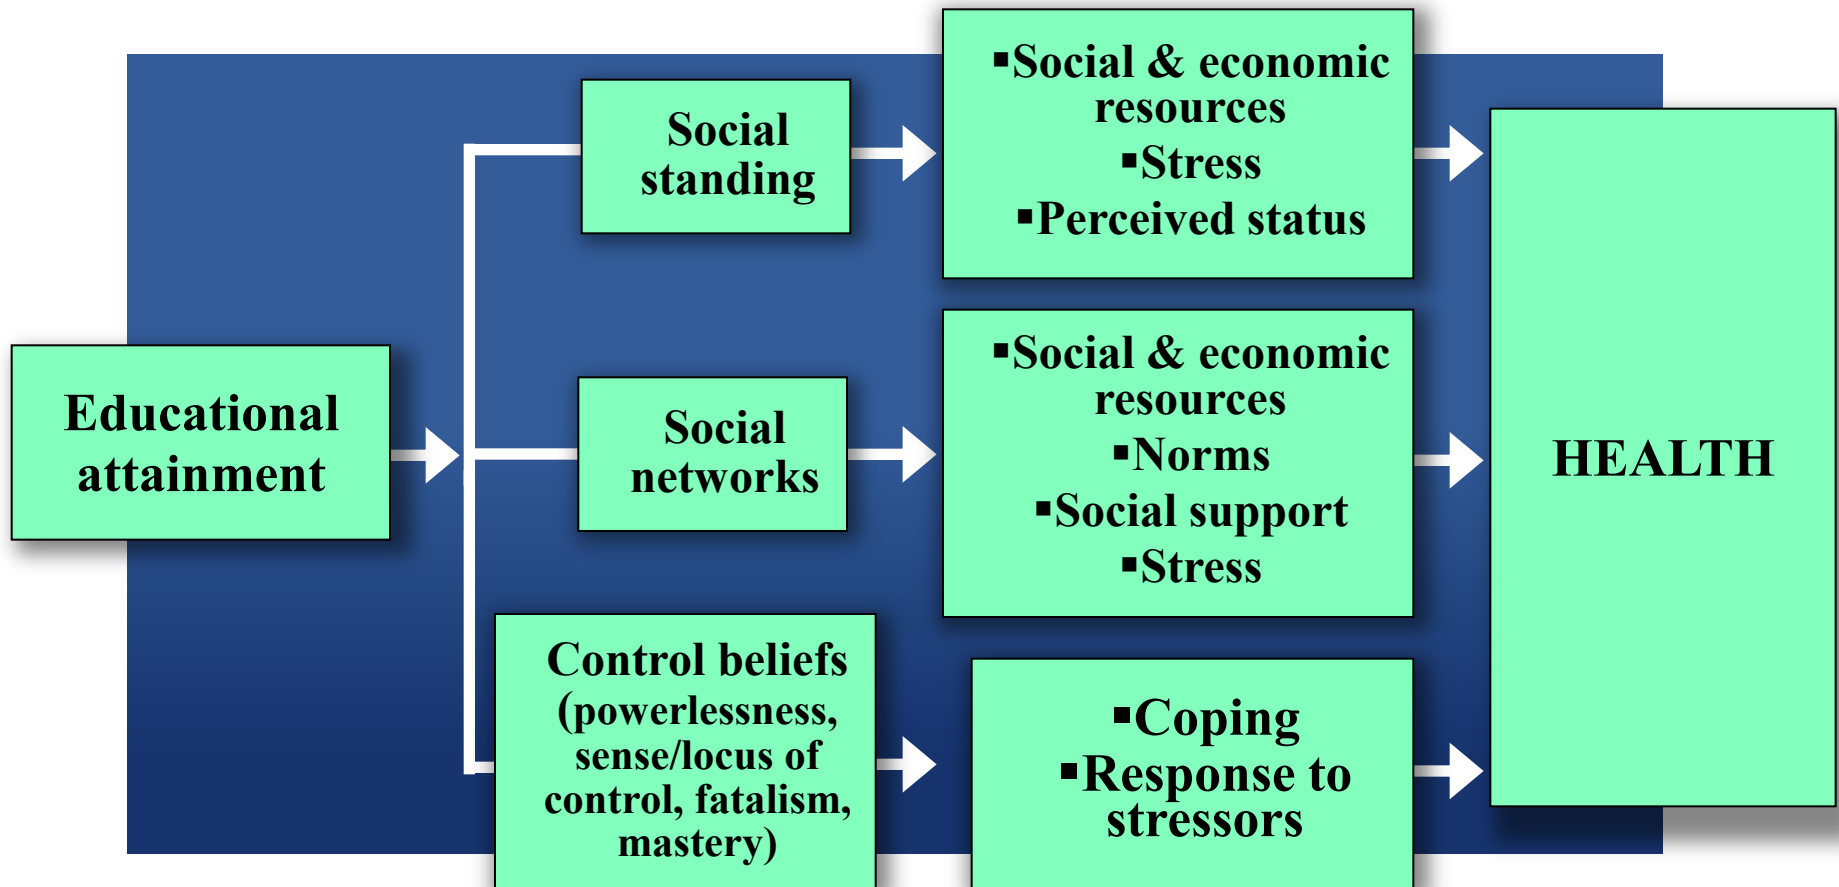 Educational
attainment
Social
standing
▪Social & economic
resources
▪Stress
▪Perceived status
Social
networks
▪Social & economic
resources
▪Norms
▪Social support
▪Stress
Control beliefs
(powerlessness,
sense/locus of
control, fatalism,
mastery)
▪Coping
▪Response to
stressors
HEALTH